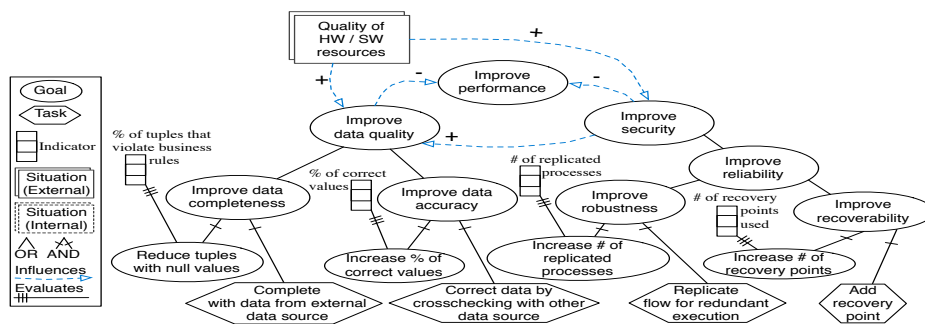 Quality of
HW / SW
resources
+
+
-
-
Improve
performance
Goal
Task
Indicator
Situation
(External)
Situation
(Internal)
OR AND
Influences
Evaluates
Improve
data quality
+
Improve
security
% of tuples that
violate business
rules
% of correct
values
# of replicated
processes
Improve
reliability
Improve data
completeness
Improve data
accuracy
Improve
robustness
# of recovery
points
used
Improve
recoverability
Reduce tuples
with null values
Increase % of
correct values
Increase # of
replicated
processes
Increase # of
recovery points
Complete
with data from external
data source
Correct data by
crosschecking with other
data source
Replicate
flow for redundant
execution
Add
recovery
point